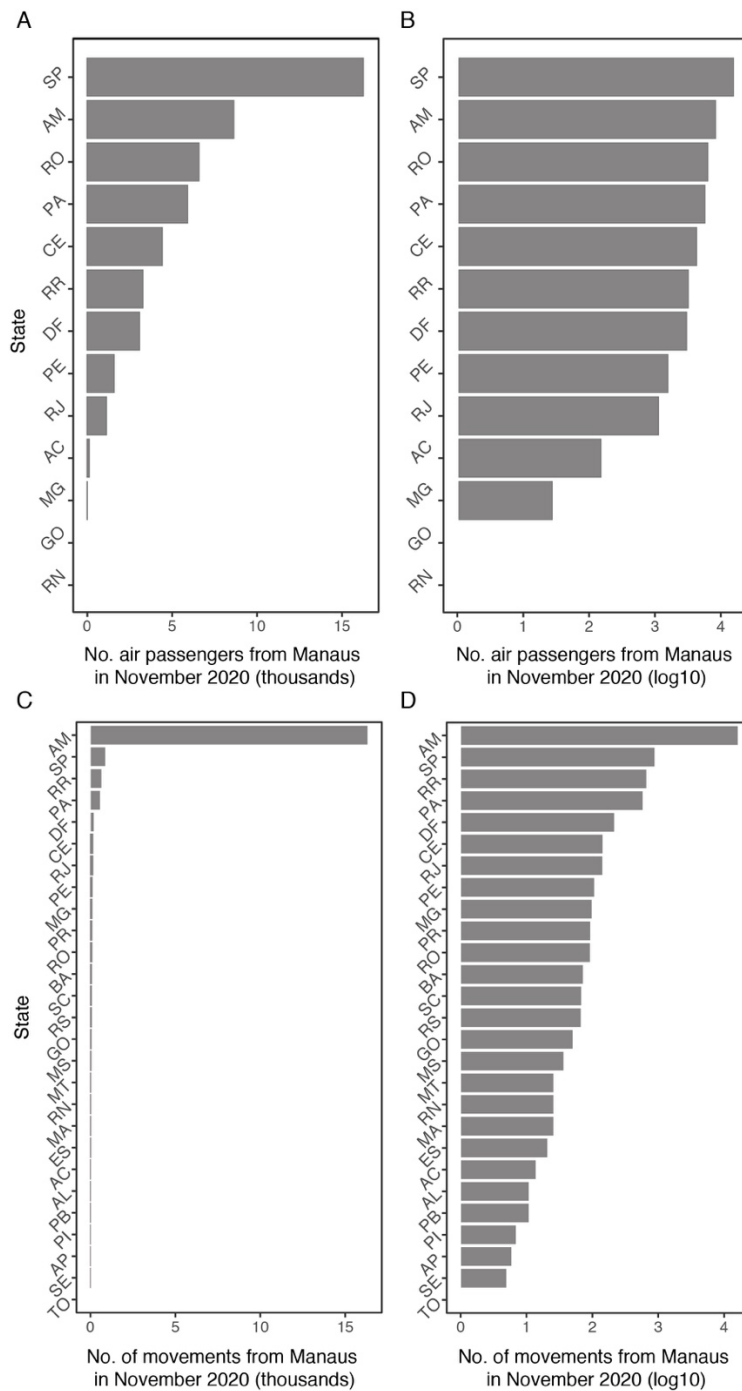 A
B
State
SP
AM
RO
PA
CE
RR
DF
PE
RJ
AC
MG
GO
RN
0 5 10 15
No. air passengers from Manaus
in November 2020 (thousands)
SP
AM
RO
PA
CE
RR
DF
PE
RJ
AC
MG
GO
RN
0 1 2 3 4
No. air passengers from Manaus
in November 2020 (log10)
C
D
State
AM
SP
RR
PA
DF
CE
RJ
PE
MG
PR
RO
BA
SC
RS
GO
MS
MT
RN
MA
ES
AC
AL
PB
PI
AP
SE
TO
0 5 10 15
No. of movements from Manaus
in November 2020 (thousands)
AM
SP
RR
PA
DF
CE
RJ
PE
MG
PR
RO
BA
SC
RS
GO
MS
MT
RN
MA
ES
AC
AL
PB
PI
AP
SE
TO
0 1 2 3 4
No. of movements from Manaus
in November 2020 (log10)